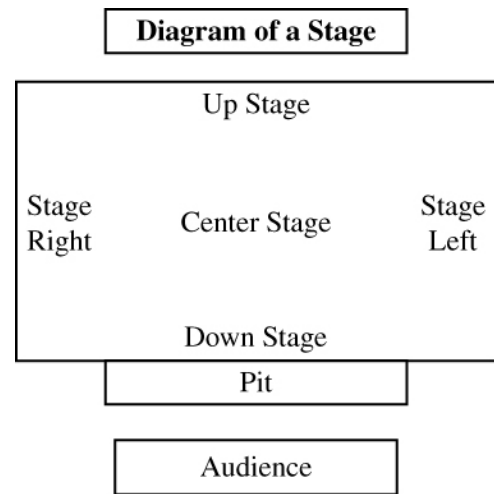 Diagram of a Stage
Up Stage
Stage
Right
Center Stage
Stage
Left
Down Stage
Pit
Audience